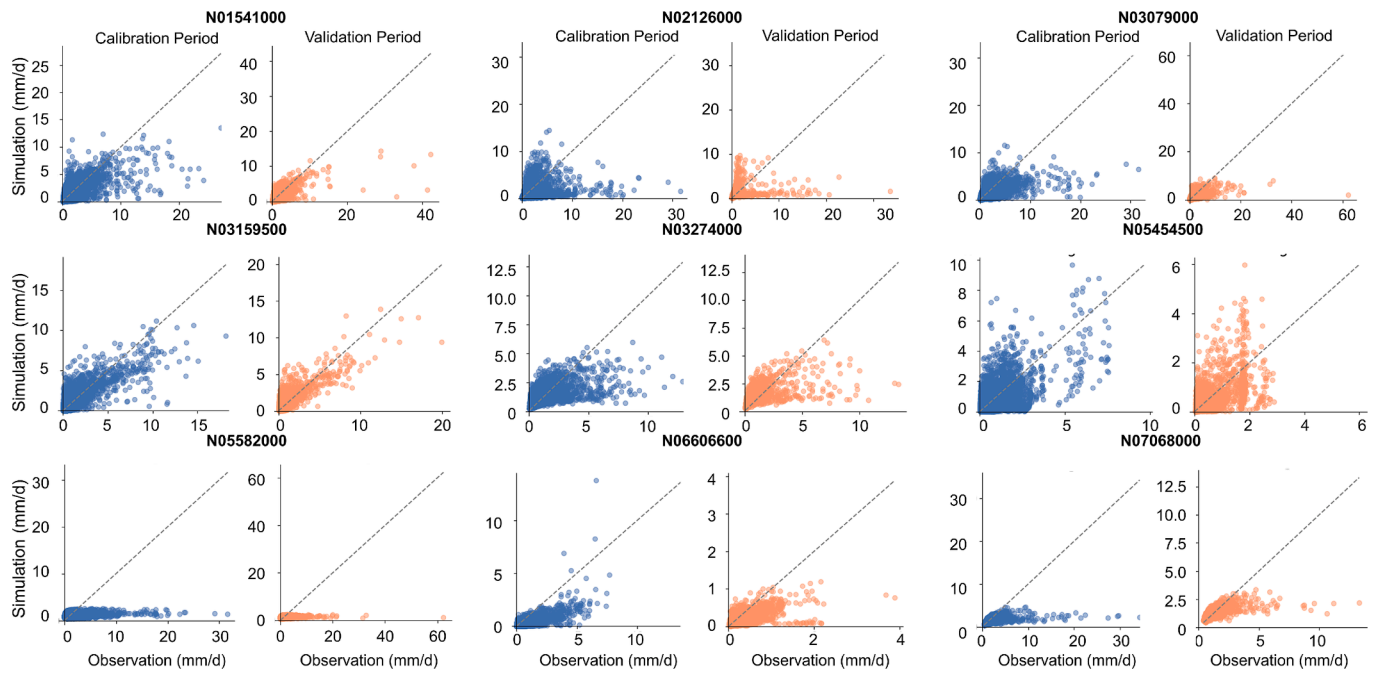 N01541000 N02126000 N03079000
Calibration Period Validation Period Calibration Period Validation Period Calibration Period Validation Period
Simulation (mm/d)
25 20 15 10 5 0
0 10 20
40 30 20 10 0
0 20 40
30 20 10 0
0 10 20 30
30 20 10 0
0 10 20 30
30 20 10 0
0 10 20 30
60 40 20 0
0 20 40 60
N03159500 N03274000 N05454500
Simulation (mm/d)
15 10 5 0
0 5 10 15
20 15 10 5 0
0 5 10 15 20
12.5 10.0 7.5 5.0 2.5 0
0 5 10
12.5 10.0 7.5 5.0 2.5 0
0 5 10
10 8 6 4 2 0
0 5 10
6 4 2 0
0 2 4 6
N05582000 N06606600 N07068000
Simulation (mm/d)
30 20 10 0
0 10 20 30
60 40 20 0
0 20 40 60
10 5 0
0 5 10
4 3 2 1 0
0 2 4
30 20 10 0
0 10 20 30
12.5 10.0 7.5 5.0 2.5 0
0 5 10
Observation (mm/d) Observation (mm/d) Observation (mm/d) Observation (mm/d) Observation (mm/d) Observation (mm/d)